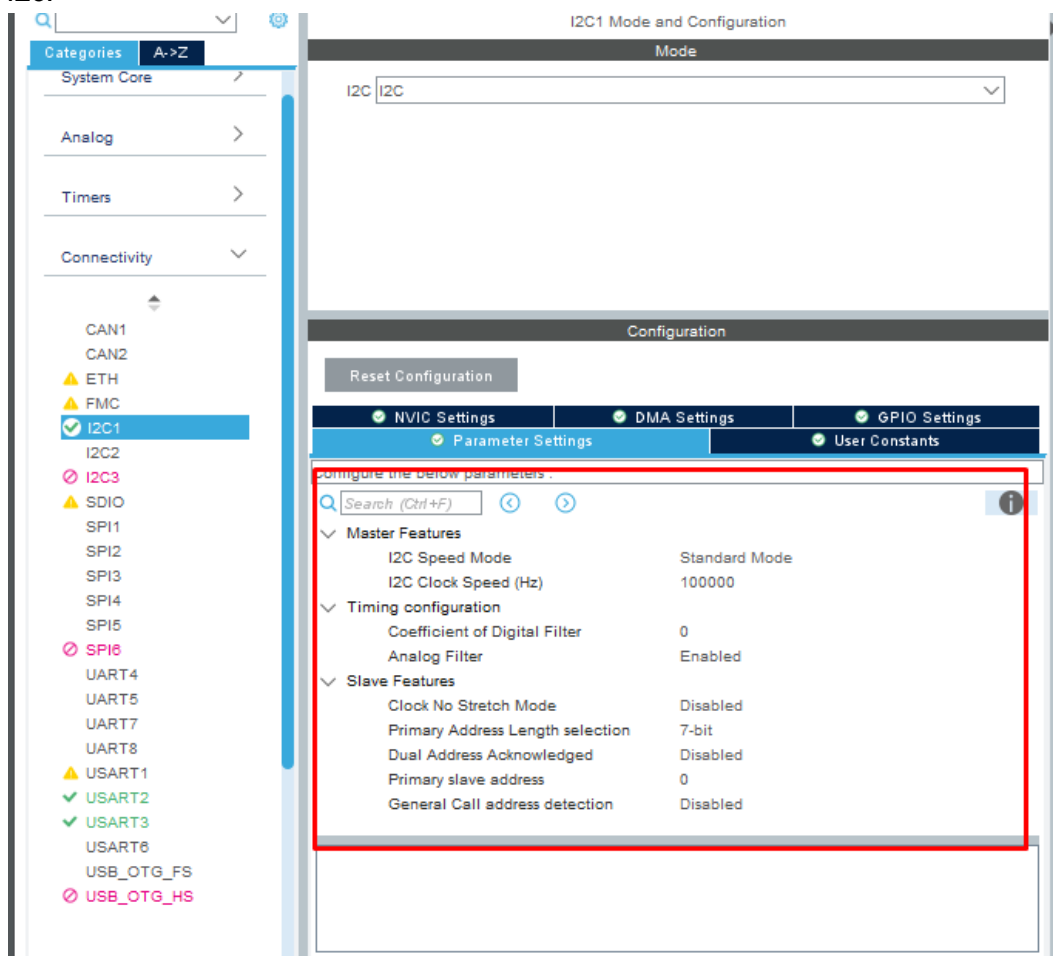 I2C1 Mode and Configuration
Categories A->Z
Mode
System Core
I2C I2C
Analog
Timers
Connectivity
CAN1
Configuration
CAN2
Reset Configuration
ETH
FMC
NVIC Settings DMA Settings GPIO Settings
I2C1
Parameter Settings User Constants
I2C2
I2C3
Configure the below parameters :
SDIO
Search (Ctrl+F)
SPI1
Master Features
SPI2
I2C Speed Mode Standard Mode
SPI3
I2C Clock Speed (Hz) 100000
SPI4
Timing configuration
SPI5
Coefficient of Digital Filter 0
SPI6
Analog Filter Enabled
UART4
Slave Features
UART5
Clock No Stretch Mode Disabled
UART7
Primary Address Length selection 7-bit
UART8
Dual Address Acknowledged Disabled
USART1
Primary slave address 0
USART2
General Call address detection Disabled
USART3
USART6
USB_OTG_FS
USB_OTG_HS